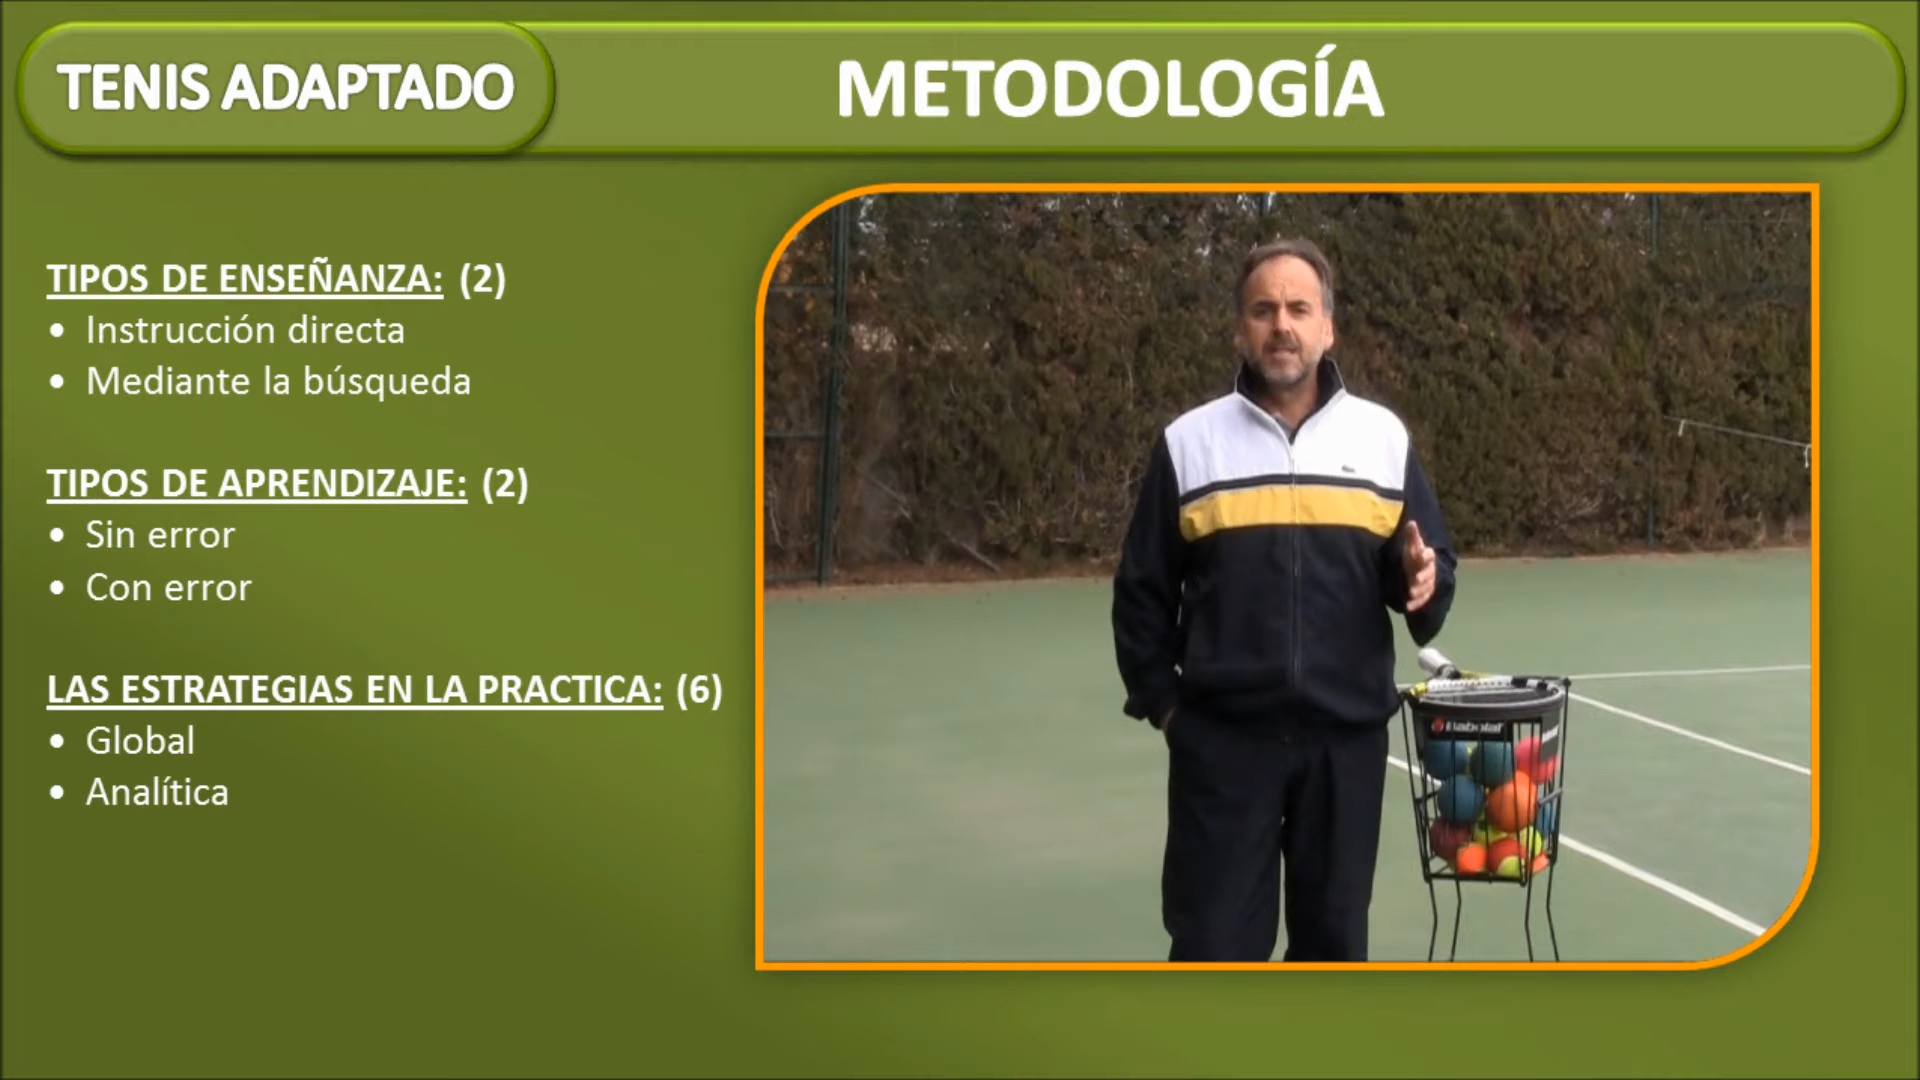 TENIS ADAPTADO
METODOLOGÍA
TIPOS DE ENSEÑANZA: (2)
• Instrucción directa
• Mediante la búsqueda
TIPOS DE APRENDIZAJE: (2)
• Sin error
• Con error
LAS ESTRATEGIAS EN LA PRACTICA: (6)
• Global
• Analítica
Babolat